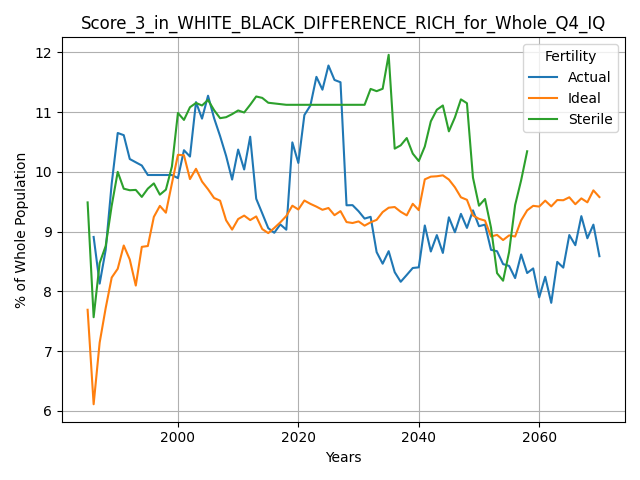 Score_3_in_WHITE_BLACK_DIFFERENCE_RICH_for_Whole_Q4_IQ
Fertility
Actual
Ideal
Sterile
% of Whole Population
12
11
10
9
8
7
6
2000
2020
2040
2060
Years